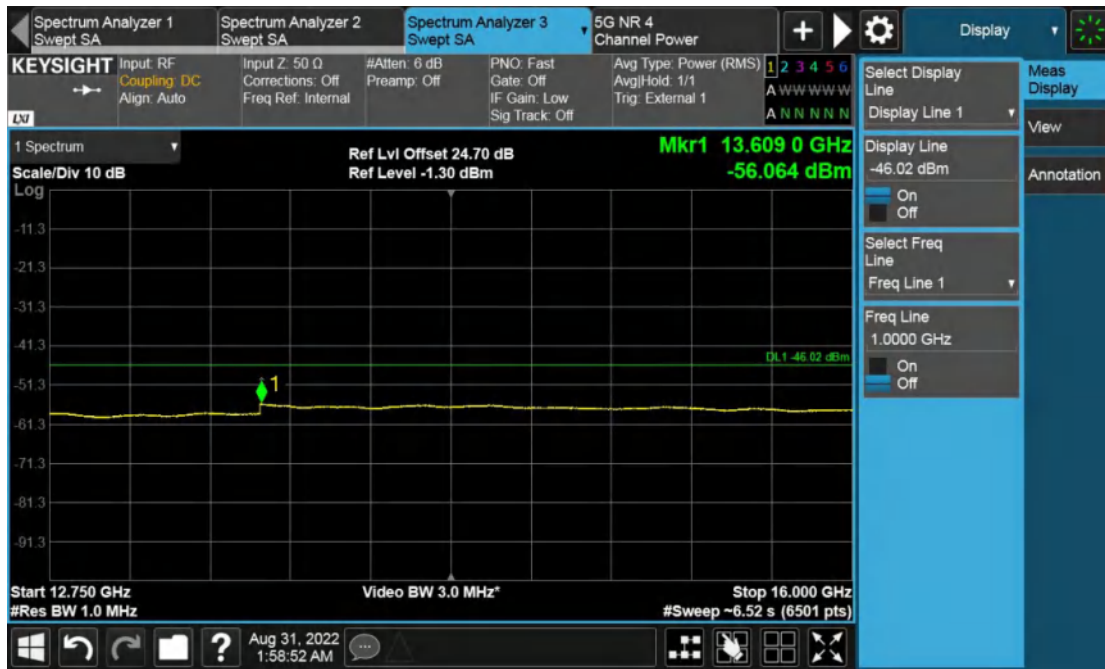 Spectrum Analyzer 1
Swept SA
Spectrum Analyzer 2
Swept SA
Spectrum Analyzer 3
Swept SA
5G NR 4
Channel Power
Display
KEYSIGHT
LXI
Input: RF
Coupling: DC
Align: Auto
Input Z: 50 Ω
Corrections: Off
Freq Ref: Internal
#Atten: 6 dB
Preamp: Off
PNO: Fast
Gate: Off
IF Gain: Low
Sig Track: Off
Avg Type: Power (RMS)
Avg|Hold: 1/1
Trig: External 1
1 2 3 4 5 6
A W W W W W
A N N N N N
1 Spectrum
Scale/Div 10 dB
Log
Ref Lvl Offset 24.70 dB
Ref Level -1.30 dBm
Mkr1 13.609 0 GHz
-56.064 dBm
-11.3
-21.3
-31.3
-41.3
DL1 -46.02 dBm
-51.3
1
-61.3
-71.3
-81.3
-91.3
Start 12.750 GHz
#Res BW 1.0 MHz
Video BW 3.0 MHz*
Stop 16.000 GHz
#Sweep ~6.52 s (6501 pts)
?
Aug 31, 2022
1:58:52 AM
Select Display
Line
Display Line 1
Display Line
-46.02 dBm
On
Off
Select Freq
Line
Freq Line 1
Freq Line
1.0000 GHz
On
Off
Meas
Display
View
Annotation